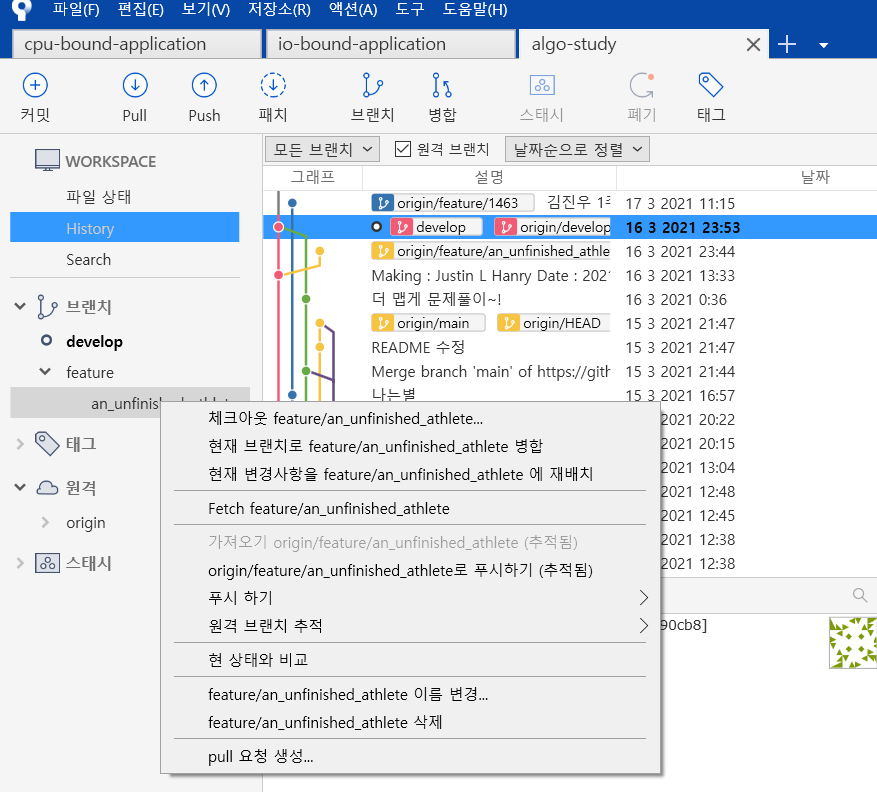 파일(F) 편집(E) 보기(V) 저장소(R) 액션(A) 도구 도움말(H)
cpu-bound-application io-bound-application algo-study
커밋 Pull Push 패치 브랜치 병합 스태시 폐기 태그
WORKSPACE
파일 상태
History
Search
브랜치
develop
feature
태그
원격
origin
스태시
모든 브랜치 원격 브랜치 날짜순으로 정렬
그래프 설명 날짜
origin/feature/1463 김진우 1주 17 3 2021 11:15
develop origin/develop 16 3 2021 23:53
origin/feature/an_unfinished_athle 16 3 2021 23:44
Making : Justin L Hanry Date : 2021 16 3 2021 13:33
더 맵게 문제풀이~! 16 3 2021 0:36
origin/main origin/HEAD 15 3 2021 21:47
README 수정 15 3 2021 21:47
Merge branch 'main' of https://gith 15 3 2021 21:44
나는별 15 3 2021 16:57
2021 20:22
2021 20:15
2021 13:04
2021 12:48
2021 12:45
2021 12:38
2021 12:38
90cb8]
체크아웃 feature/an_unfinished_athlete...
현재 브랜치로 feature/an_unfinished_athlete 병합
현재 변경사항을 feature/an_unfinished_athlete 에 재배치
Fetch feature/an_unfinished_athlete
가져오기 origin/feature/an_unfinished_athlete (추적됨)
origin/feature/an_unfinished_athlete로 푸시하기 (추적됨)
푸시 하기
원격 브랜치 추적
현 상태와 비교
feature/an_unfinished_athlete 이름 변경...
feature/an_unfinished_athlete 삭제
pull 요청 생성...